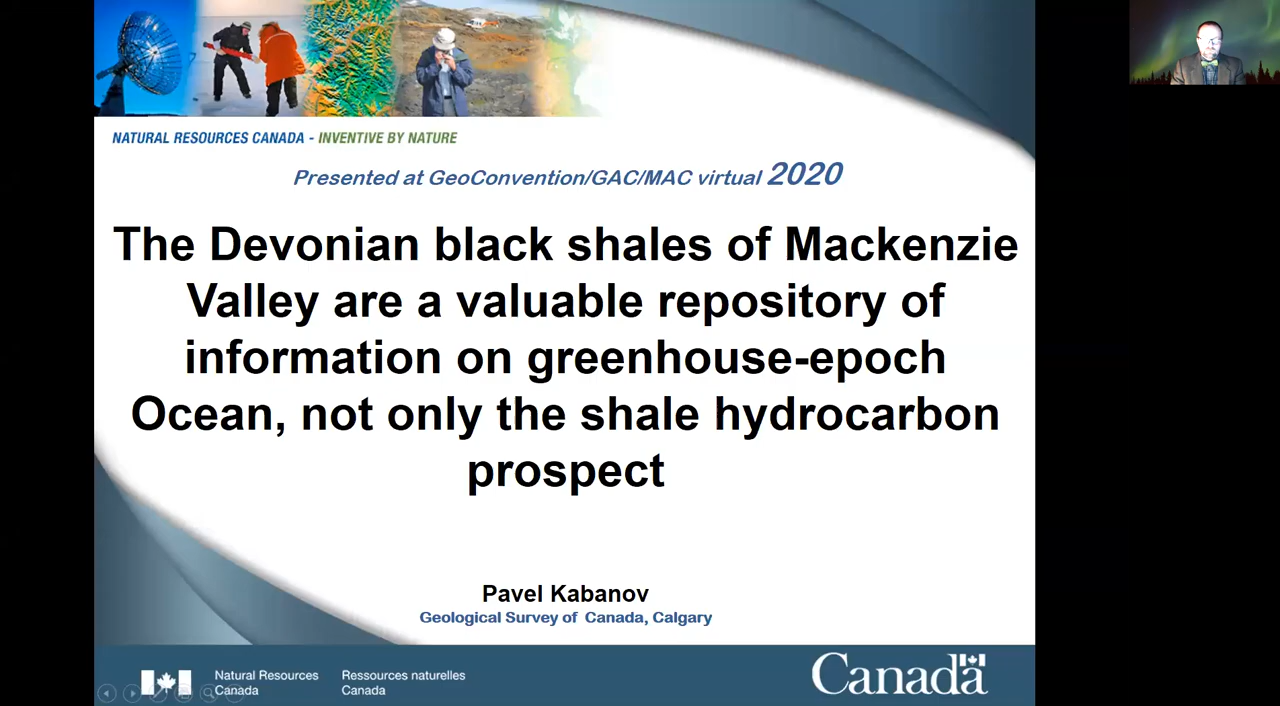 NATURAL RESOURCES CANADA - INVENTIVE BY NATURE
Presented at GeoConvention/GAC/MAC virtual 2020
The Devonian black shales of Mackenzie
Valley are a valuable repository of
information on greenhouse-epoch
Ocean, not only the shale hydrocarbon
prospect
Pavel Kabanov
Geological Survey of Canada, Calgary
Natural Resources
Canada
Ressources naturelles
Canada
Canada